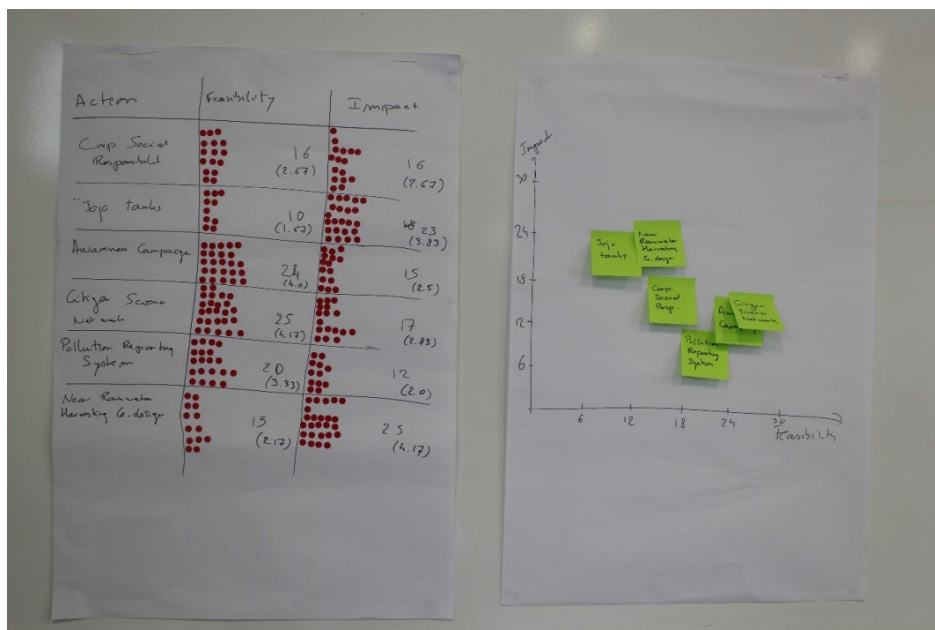 Action Feasibility Impact
Corp Social 16 16
(2.67) (2.67)
Jojo tanks 10 23
(1.67) (3.83)
Awareness Campaign 24 15
(4.0) (2.5)
Citizen Science 25 17
Network (4.17) (2.83)
Pollution Reporting 20 12
System (3.83) (2.0)
New Rainwater 13 25
Harvesting Co-design (2.17) (4.17)
Impact
30
24
18
12
6
Jojo
tanks
New
Rainwater
Harvesting
Co-design
Corp.
Social
Resp.
Citizen
Science
Network
Pollution
Reporting
System
6 12 18 24 30
Feasibility